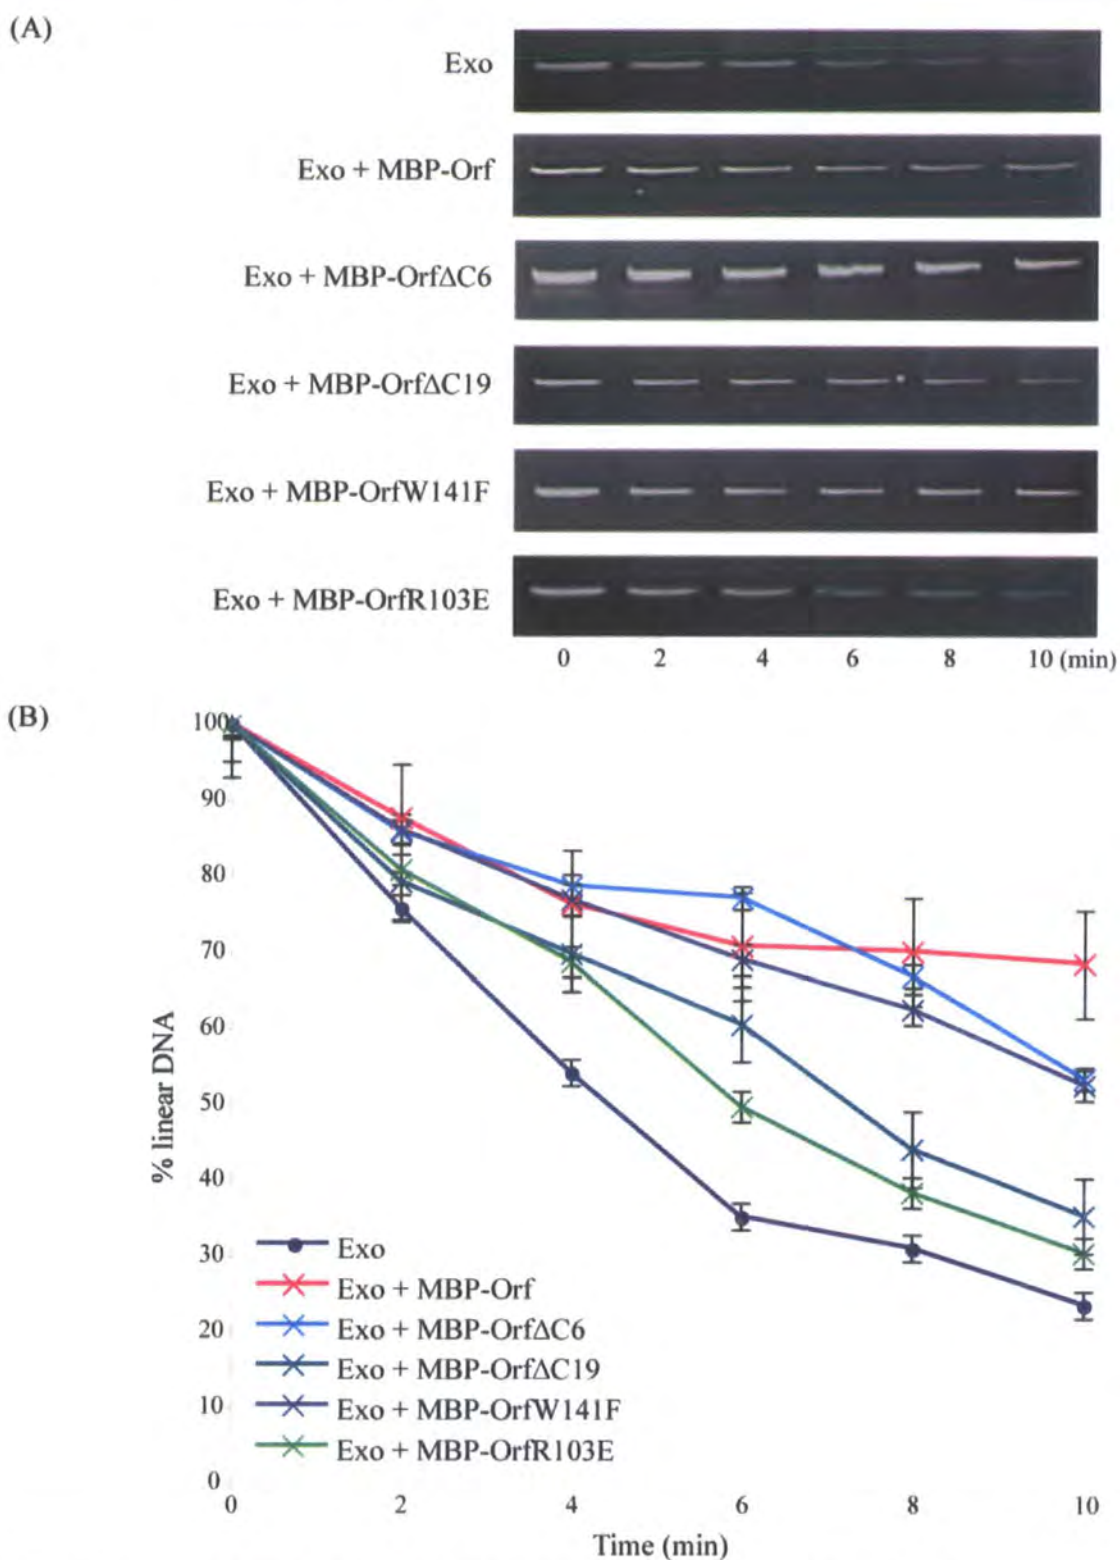 (A)
Exo
Exo + MBP-Orf
Exo + MBP-OrfΔC6
Exo + MBP-OrfΔC19
Exo + MBP-OrfW141F
Exo + MBP-OrfR103E
0 2 4 6 8 10 (min)
(B)
100
90
80
70
60
50
40
30
20
10
0
% linear DNA
Exo
Exo + MBP-Orf
Exo + MBP-OrfΔC6
Exo + MBP-OrfΔC19
Exo + MBP-OrfW141F
Exo + MBP-OrfR103E
0 2 4 6 8 10
Time (min)